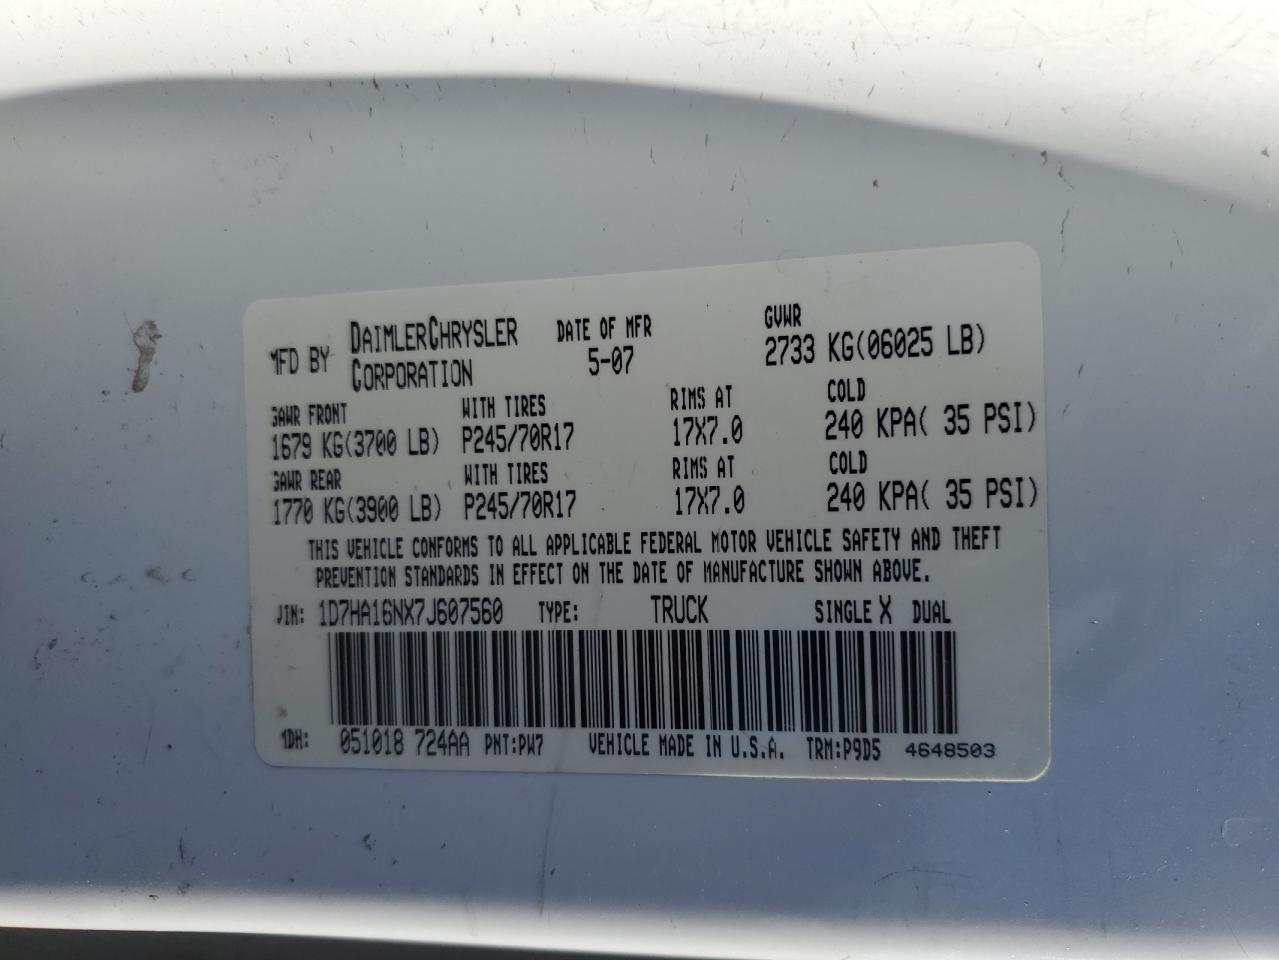 MFD BY DAIMLERCHRYSLER CORPORATION DATE OF MFR 5-07 GVWR 2733 KG(06025 LB)
GAWR FRONT WITH TIRES RIMS AT COLD
1679 KG(3700 LB) P245/70R17 17X7.0 240 KPA( 35 PSI)
GAWR REAR WITH TIRES RIMS AT COLD
1770 KG(3900 LB) P245/70R17 17X7.0 240 KPA( 35 PSI)
THIS VEHICLE CONFORMS TO ALL APPLICABLE FEDERAL MOTOR VEHICLE SAFETY AND THEFT
PREVENTION STANDARDS IN EFFECT ON THE DATE OF MANUFACTURE SHOWN ABOVE.
VIN: 1D7HA16NX7J607560 TYPE: TRUCK SINGLE X DUAL
MDH: 051018 724AA PNT:PW7 VEHICLE MADE IN U.S.A. TRM:P9D5 4648503